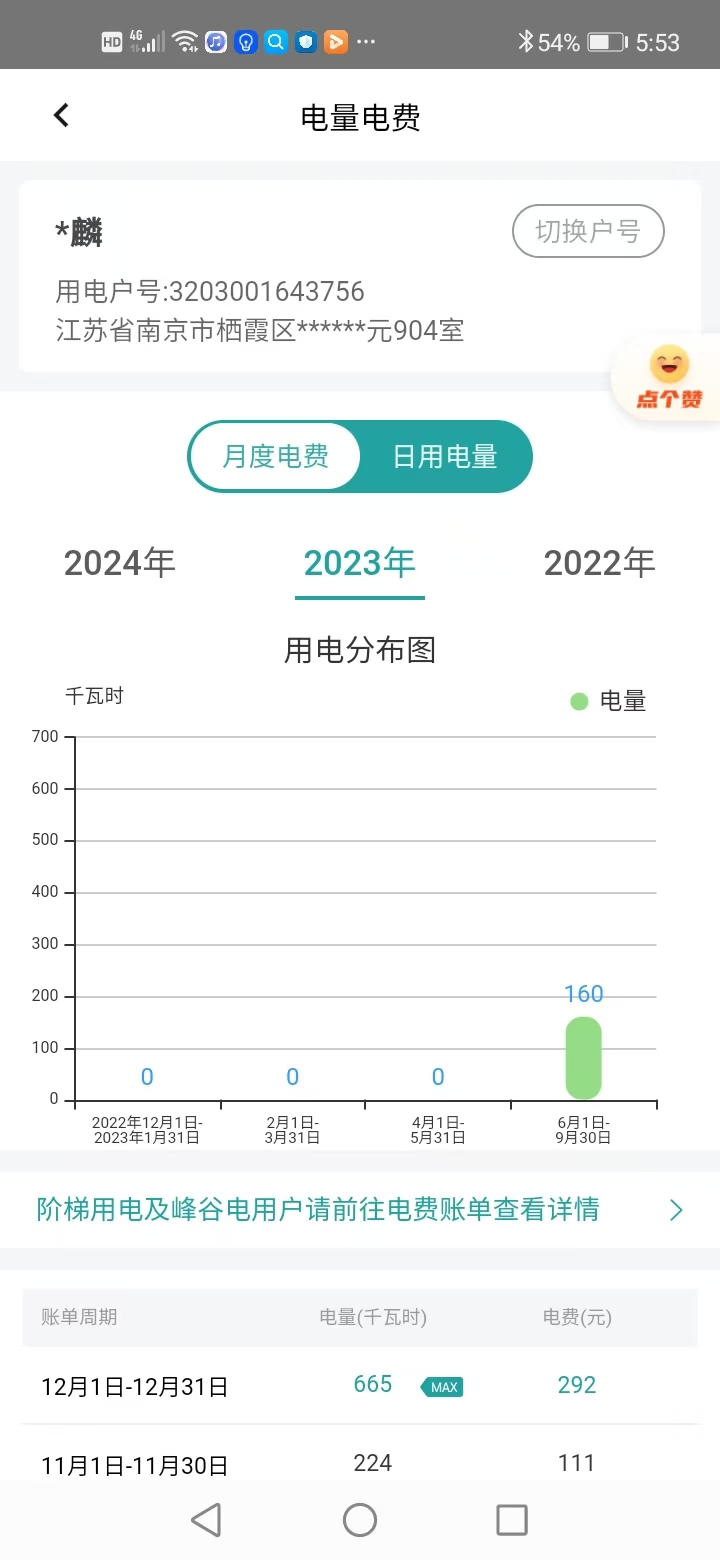 HD 4G 54% 5:53
电量电费
*麟
切换户号
用电户号:3203001643756
江苏省南京市栖霞区******元904室
点个赞
月度电费 日用电量
2024年 2023年 2022年
用电分布图
千瓦时
电量
700
600
500
400
300
200
100
0
0 0 0 160
2022年12月1日-
2023年1月31日
2月1日-
3月31日
4月1日-
5月31日
6月1日-
9月30日
阶梯用电及峰谷电用户请前往电费账单查看详情
账单周期 电量(千瓦时) 电费(元)
12月1日-12月31日 665 MAX 292
11月1日-11月30日 224 111